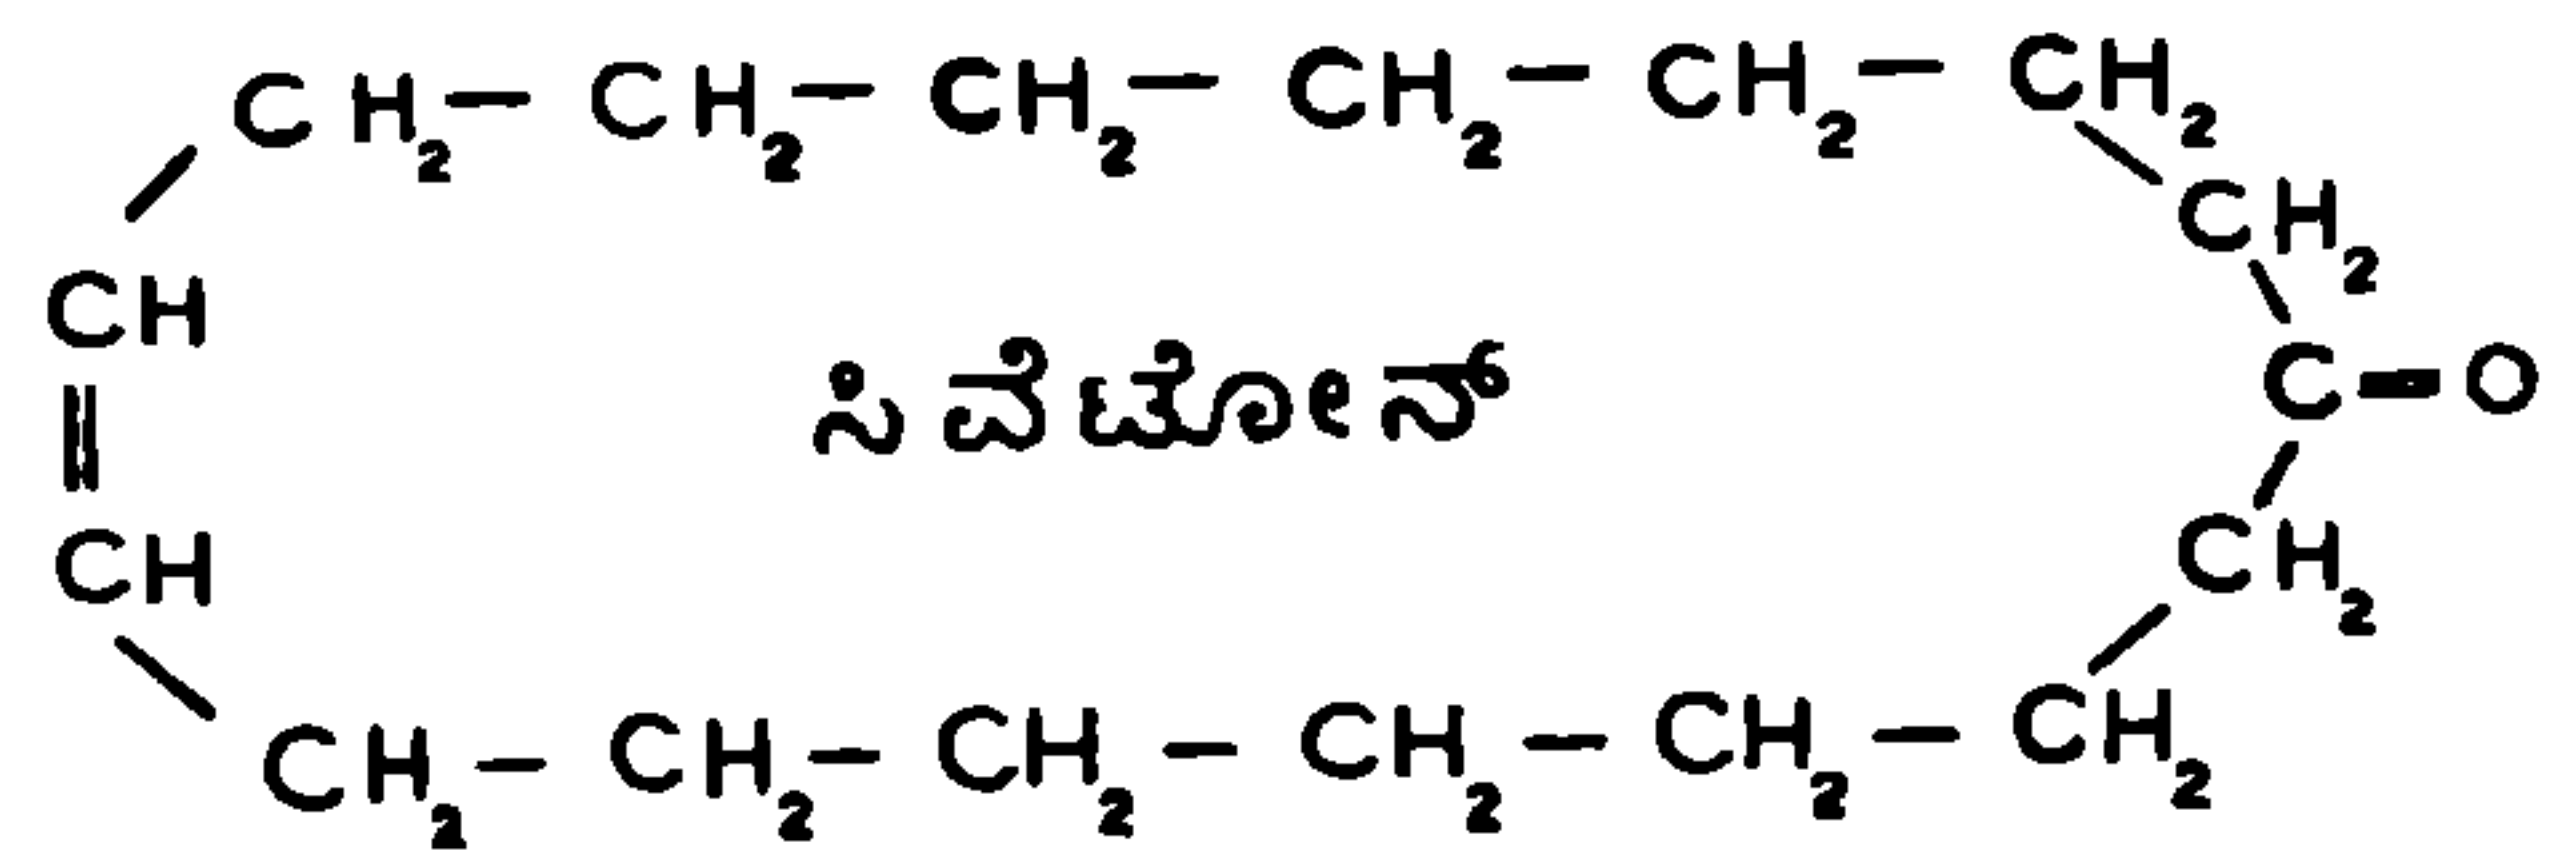 CH₂ – CH₂ – CH₂ – CH₂ – CH₂ – CH₂
CH₂
CH
ಸಿವೆಟೋನ್
C=O
CH
CH₂
CH₂ – CH₂ – CH₂ – CH₂ – CH₂ – CH₂